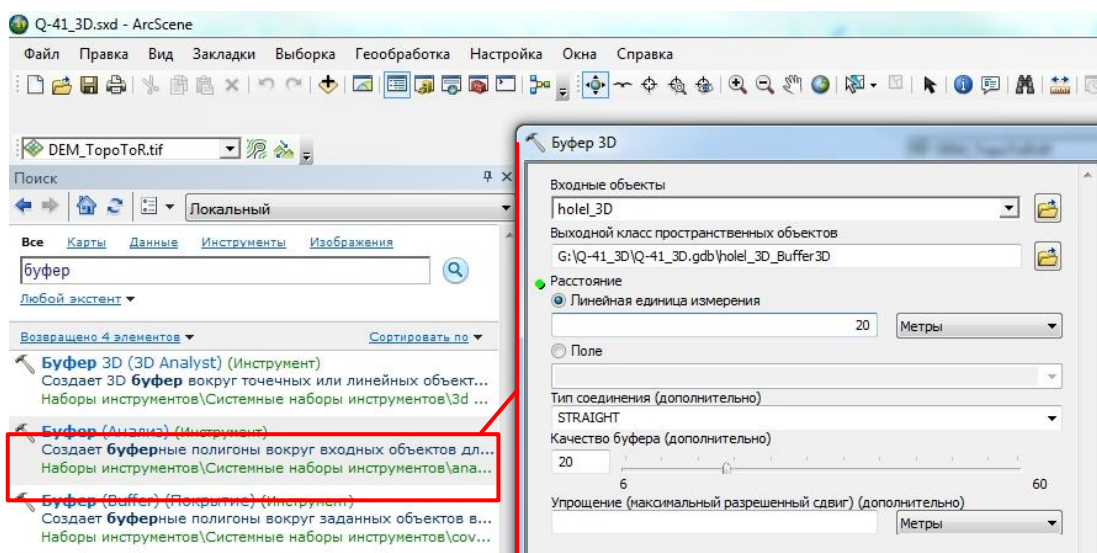 Q-41_3D.sxd - ArcScene
Файл Правка Вид Закладки Выборка Геообработка Настройка Окна Справка
DEM_TopoToR.tif
Поиск
Локальный
Все Карты Данные Инструменты Изображения
буфер
Любой экстент
Возвращено 4 элементов Сортировать по
Буфер 3D (3D Analyst) (Инструмент)
Создает 3D буфер вокруг точечных или линейных объект...
Наборы инструментов\Системные наборы инструментов\3d ...
Буфер (Анализ) (Инструмент)
Создает буферные полигоны вокруг входных объектов дл...
Наборы инструментов\Системные наборы инструментов\ana...
Буфер (Buffer) (Покрытие) (Инструмент)
Создает буферные полигоны вокруг заданных объектов в...
Наборы инструментов\Системные наборы инструментов\cov...
Буфер 3D
Входные объекты
holel_3D
Выходной класс пространственных объектов
G:\Q-41_3D\Q-41_3D.gdb\holel_3D_Buffer3D
Расстояние
Линейная единица измерения
20 Метры
Поле
Тип соединения (дополнительно)
STRAIGHT
Качество буфера (дополнительно)
20
6 60
Упрощение (максимальный разрешенный сдвиг) (дополнительно)
Метры